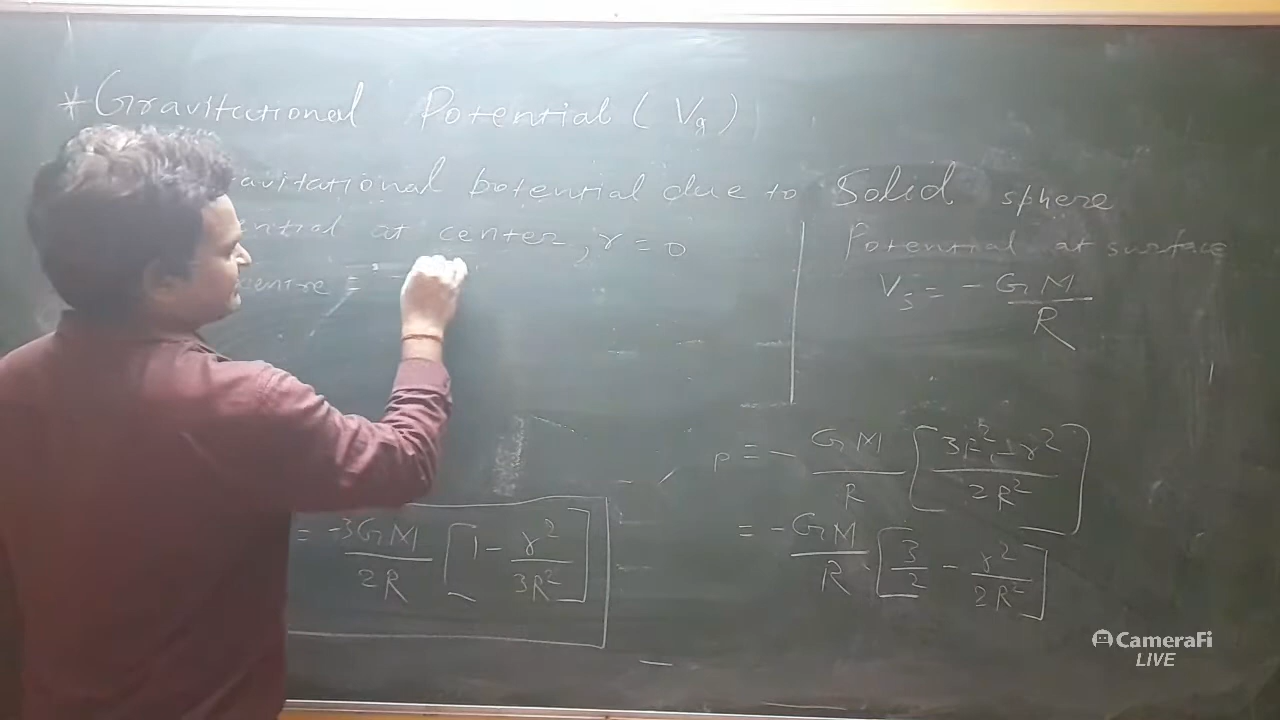 * Gravitational Potential (Vg)
avitational potential due to Solid sphere
ential at center, r = 0
entre = -
Potential at surface
Vs = - GM/R
P = - GM/R [3R² - r² / 2R²]
= - GM/R [3/2 - r²/2R²]
= -3GM/2R [1 - r²/3R²]
CameraFi
LIVE